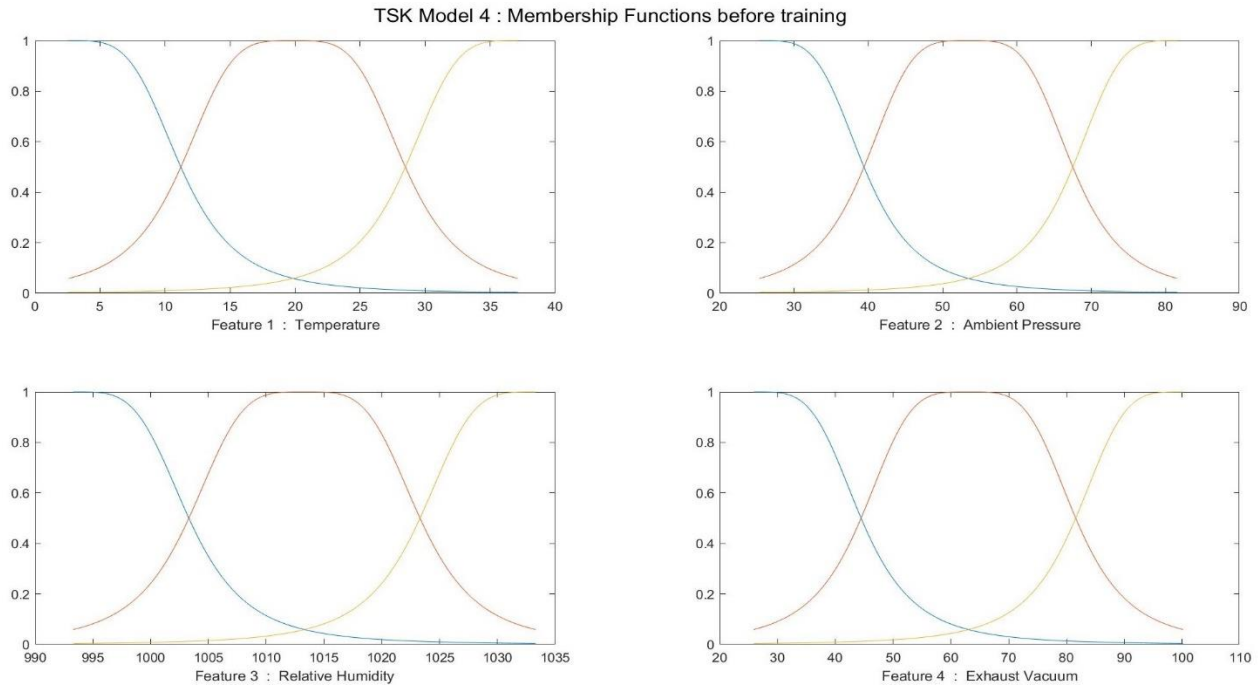 TSK Model 4 : Membership Functions before training
1
0.8
0.6
0.4
0.2
0
0 5 10 15 20 25 30 35 40
Feature 1 : Temperature
1
0.8
0.6
0.4
0.2
0
20 30 40 50 60 70 80 90
Feature 2 : Ambient Pressure
1
0.8
0.6
0.4
0.2
0
990 995 1000 1005 1010 1015 1020 1025 1030 1035
Feature 3 : Relative Humidity
1
0.8
0.6
0.4
0.2
0
20 30 40 50 60 70 80 90 100 110
Feature 4 : Exhaust Vacuum